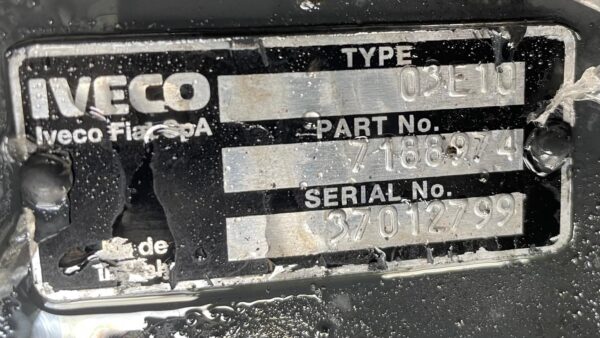 IVECO
Iveco Fiat SpA
TYPE
03E10
PART No.
7188974
SERIAL No.
37012799